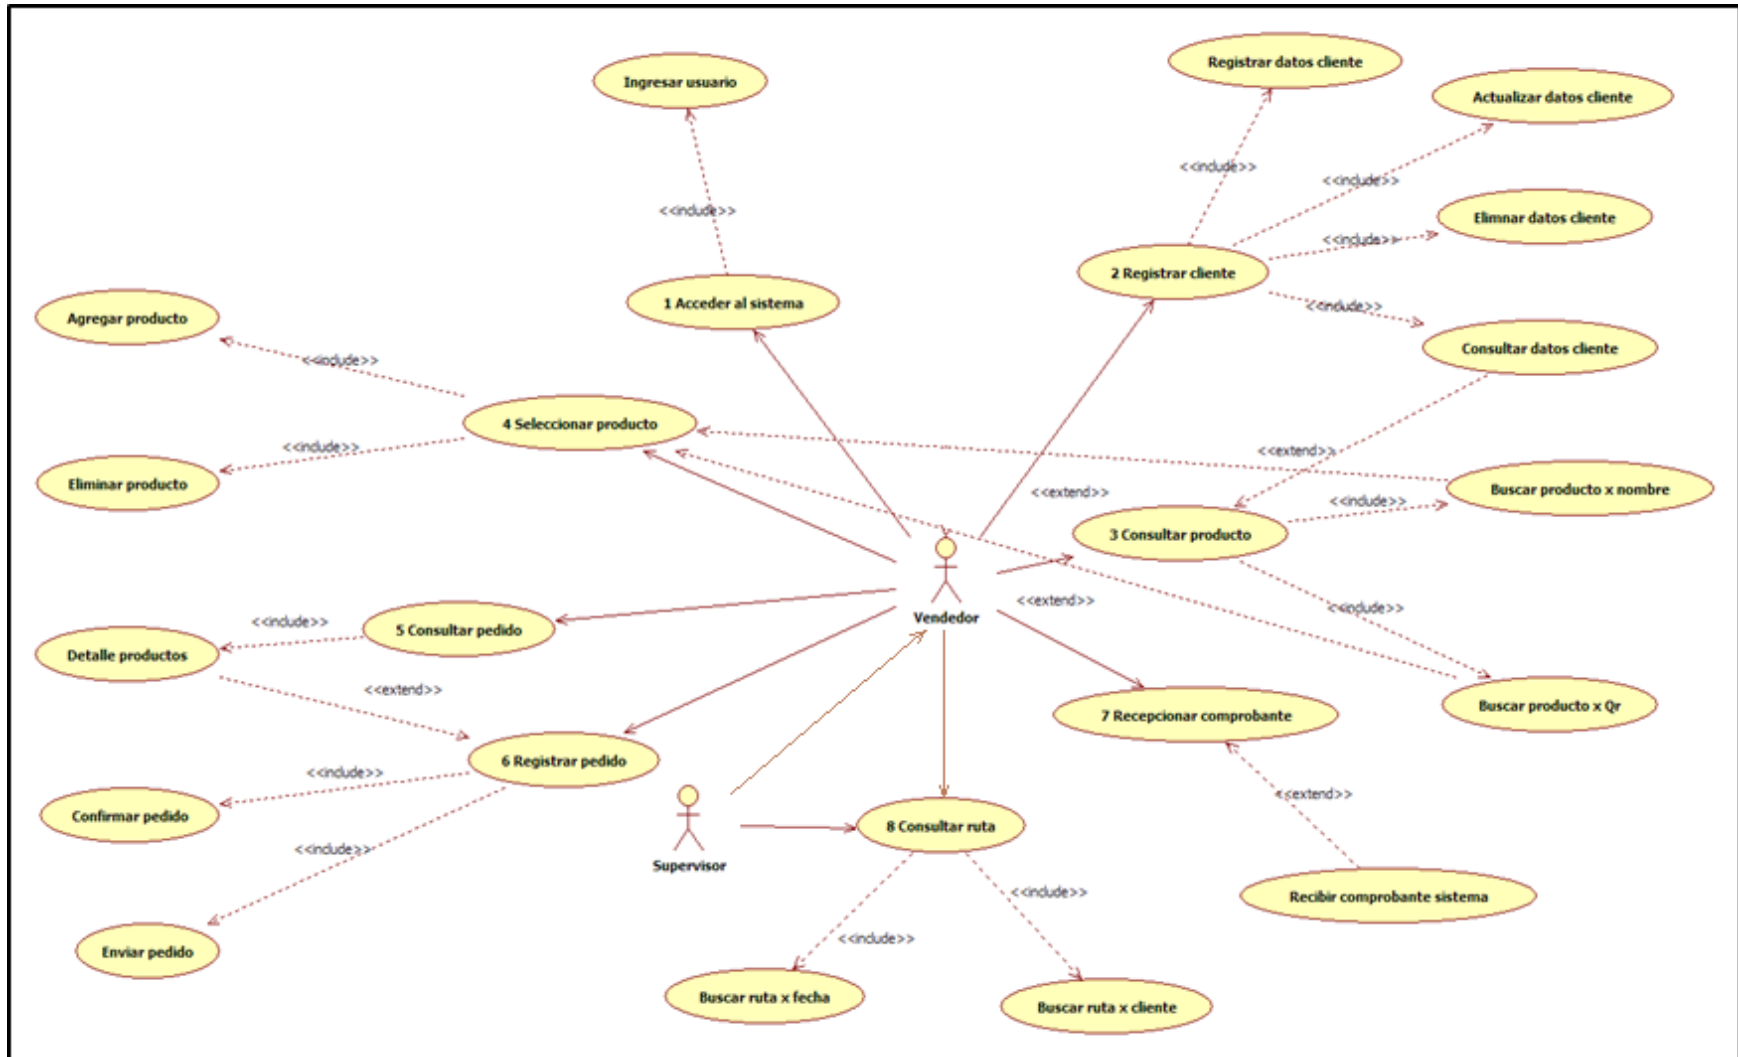 Registrar datos cliente
Ingresar usuario
Actualizar datos cliente
<<include>>
<<include>>
<<include>>
Elimnar datos cliente
<<include>>
2 Registrar cliente
1 Acceder al sistema
<<include>>
Agregar producto
Consultar datos cliente
<<include>>
4 Seleccionar producto
<<include>>
<<extend>>
Eliminar producto
Buscar producto x nombre
<<extend>>
<<include>>
3 Consultar producto
<<extend>>
<<include>>
Vendedor
<<include>>
5 Consultar pedido
Detalle productos
<<extend>>
Buscar producto x Qr
7 Recepcionar comprobante
6 Registrar pedido
<<include>>
<<extend>>
Confirmar pedido
8 Consultar ruta
<<include>>
Supervisor
<<include>>
Recibir comprobante sistema
<<include>>
Enviar pedido
Buscar ruta x fecha
Buscar ruta x cliente